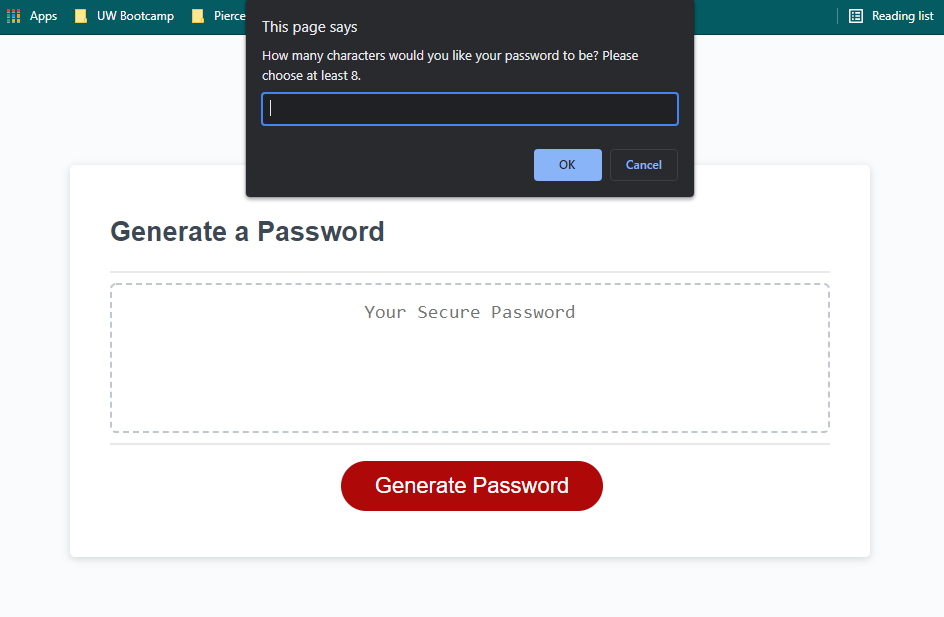 Apps UW Bootcamp Pierce Reading list
This page says
How many characters would you like your password to be? Please
choose at least 8.
OK Cancel
Generate a Password
Your Secure Password
Generate Password